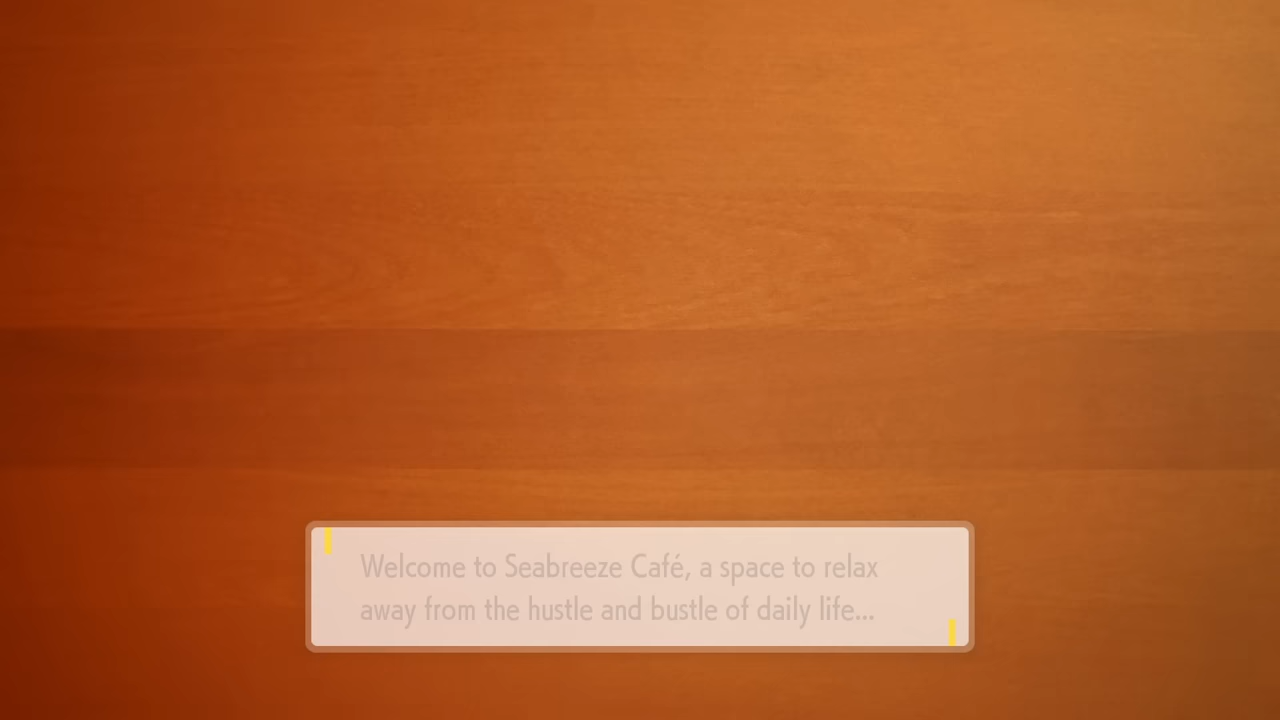 Welcome to Seabreeze Café, a space to relax
away from the hustle and bustle of daily life...